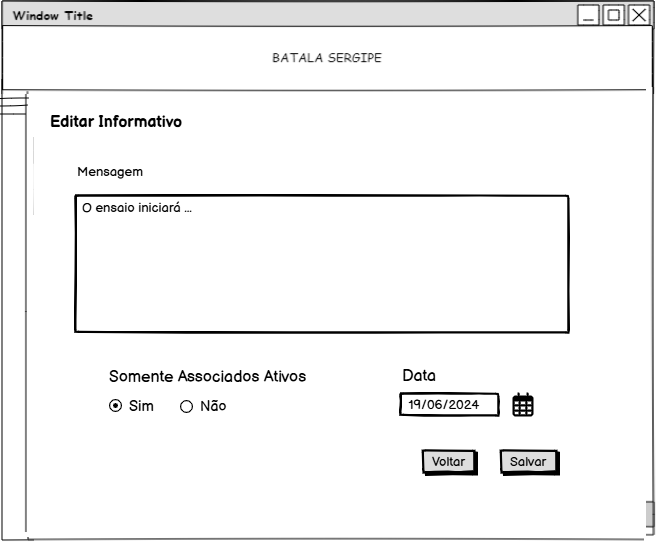 Window Title
BATALA SERGIPE
Editar Informativo
Mensagem
O ensaio iniciará ...
Somente Associados Ativos
Data
Sim
Não
19/06/2024
Voltar
Salvar